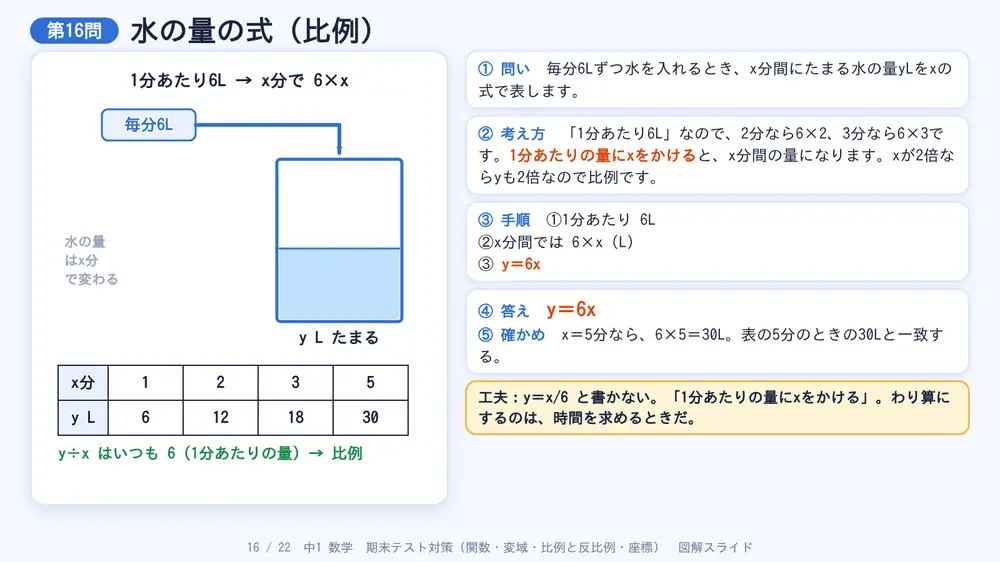 第16問 水の量の式（比例）
1分あたり6L → x分で 6×x
毎分6L
水の量
はx分
で変わる
y L たまる
x分 1 2 3 5
y L 6 12 18 30
y÷x はいつも 6（1分あたりの量）→ 比例
① 問い 毎分6Lずつ水を入れるとき、x分間にたまる水の量yLをxの
式で表します。
② 考え方 「1分あたり6L」なので、2分なら6×2、3分なら6×3で
す。1分あたりの量にxをかけると、x分間の量になります。xが2倍な
らyも2倍なので比例です。
③ 手順 ①1分あたり 6L
②x分間では 6×x（L）
③ y＝6x
④ 答え y＝6x
⑤ 確かめ x＝5分なら、6×5＝30L。表の5分のときの30Lと一致す
る。
工夫：y＝x/6 と書かない。「1分あたりの量にxをかける」。わり算に
するのは、時間を求めるときだ。
16 / 22 中1 数学 期末テスト対策（関数・変域・比例と反比例・座標） 図解スライド